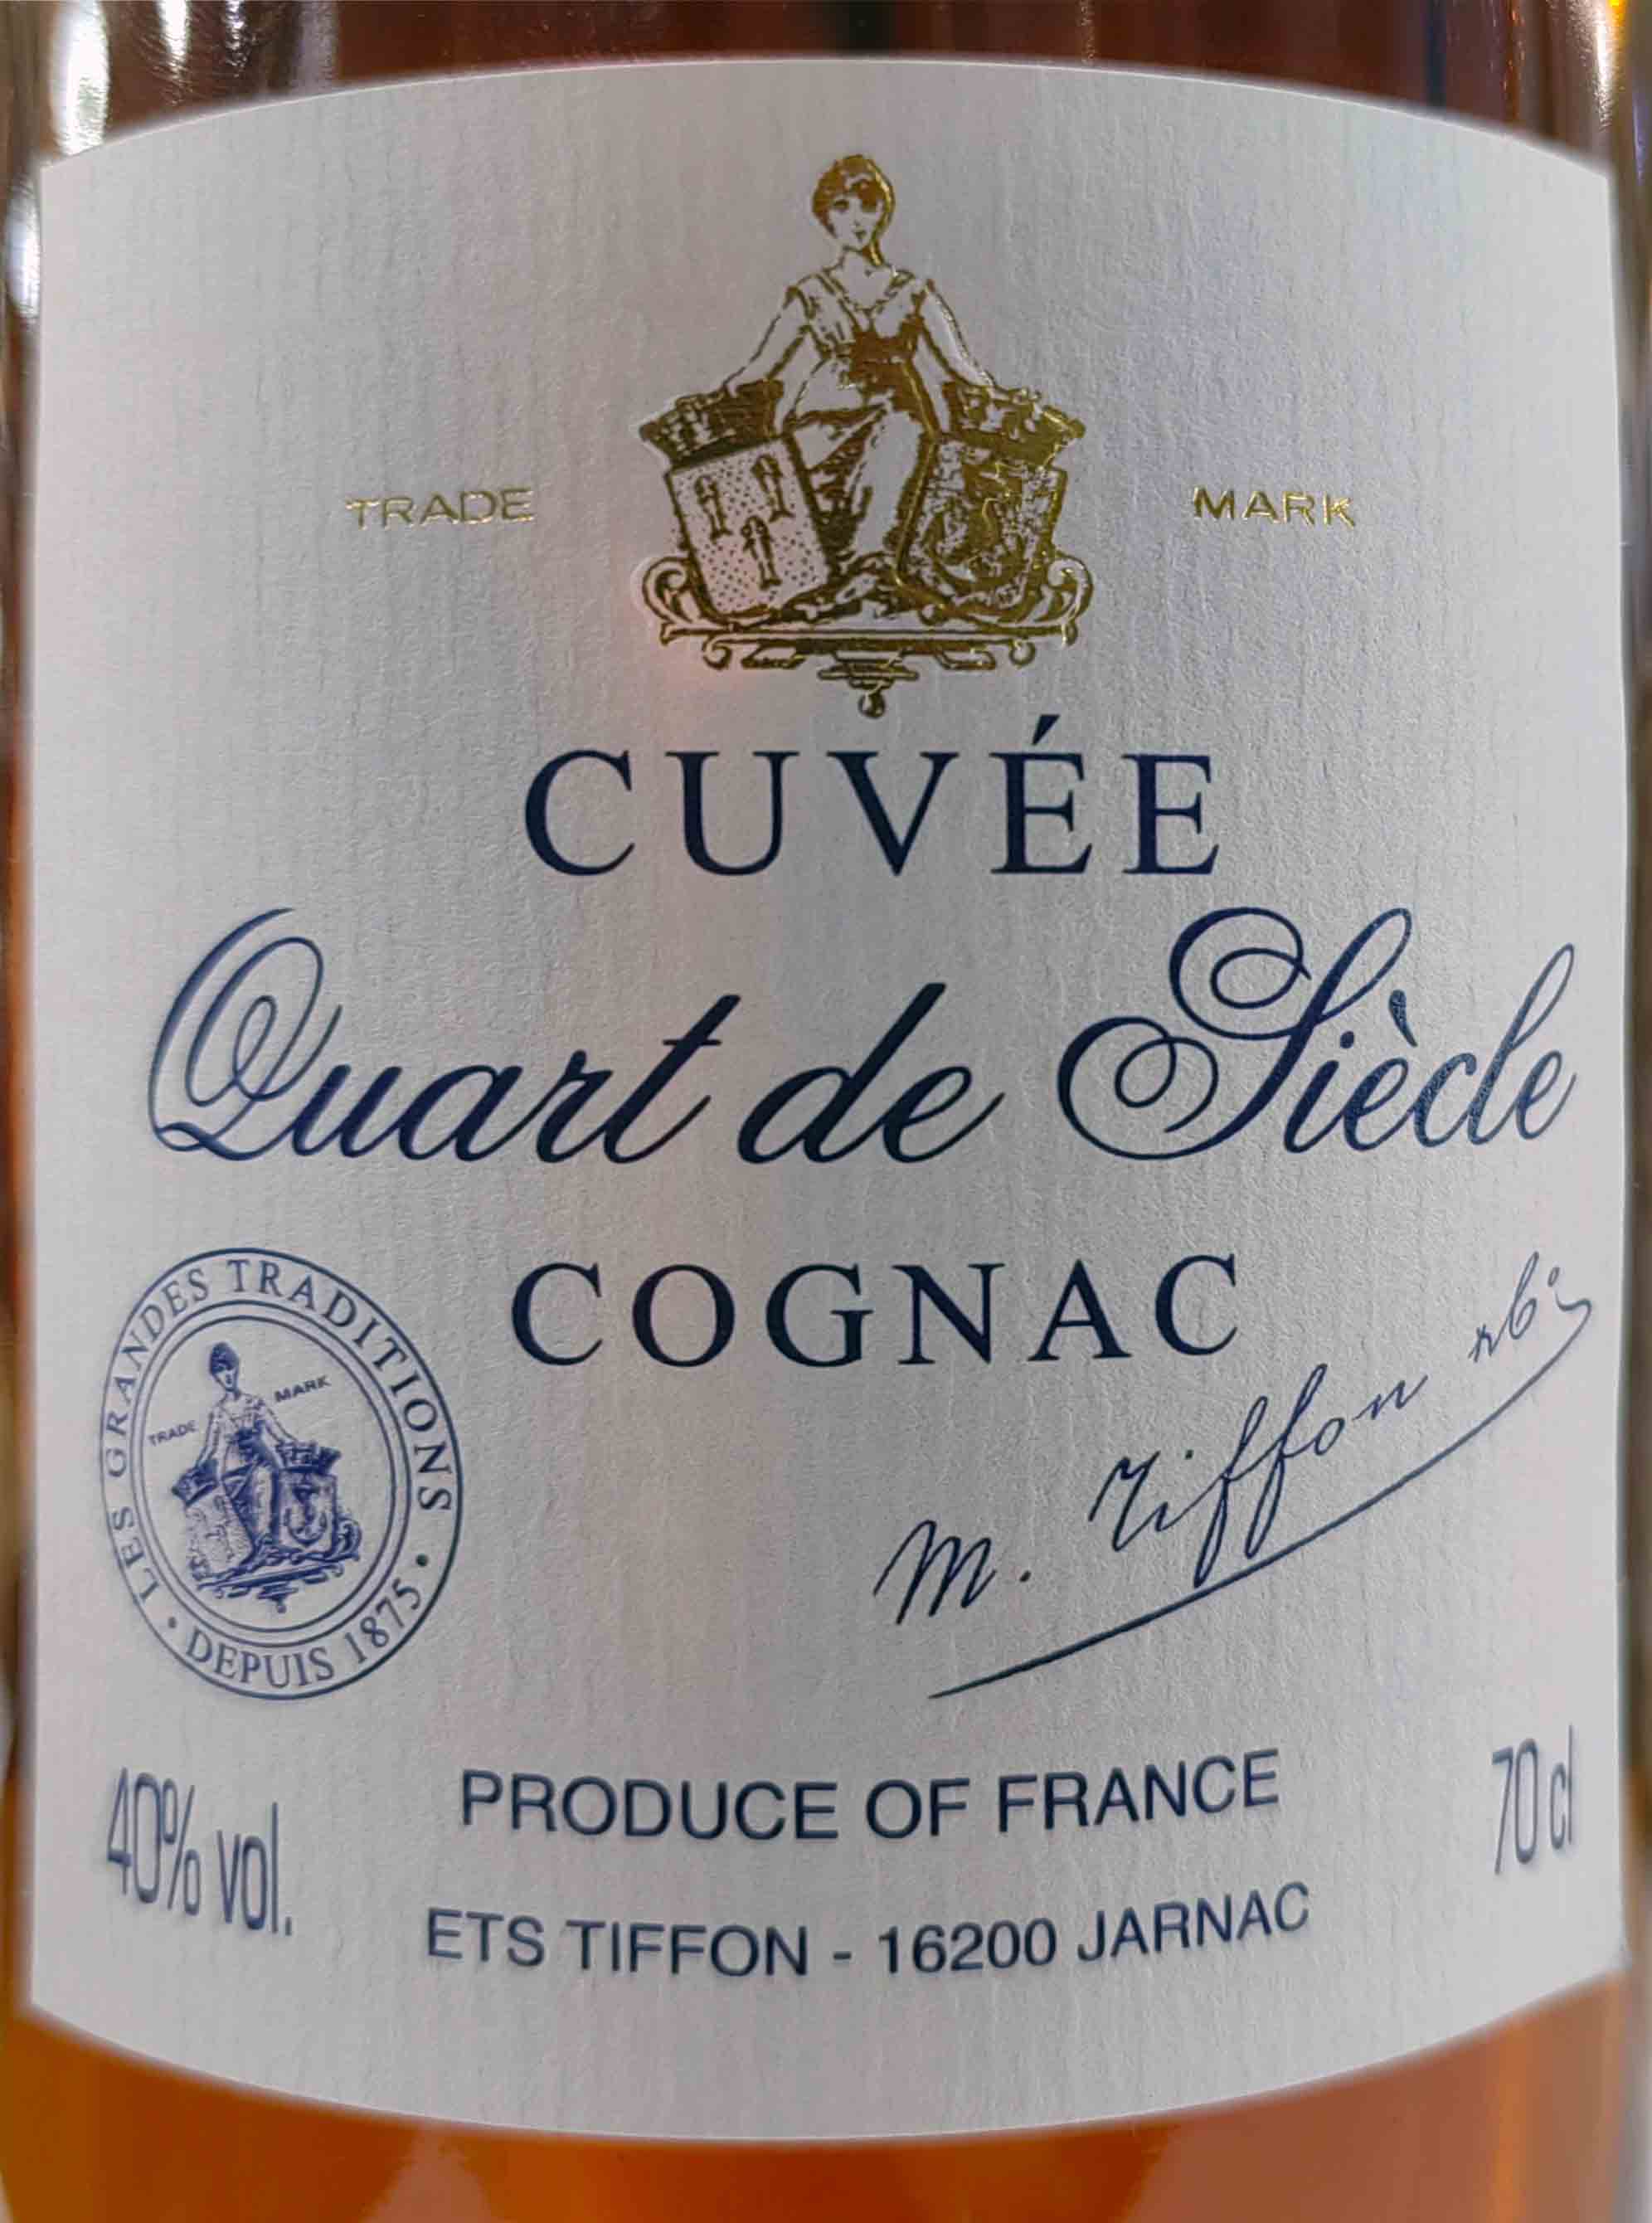 TRADE MARK
CUVÉE
Quart de Siècle
COGNAC
LES GRANDES TRADITIONS
TRADE MARK
DEPUIS 1875
M. Tiffon
40% vol.
PRODUCE OF FRANCE
70 cl
ETS TIFFON - 16200 JARNAC